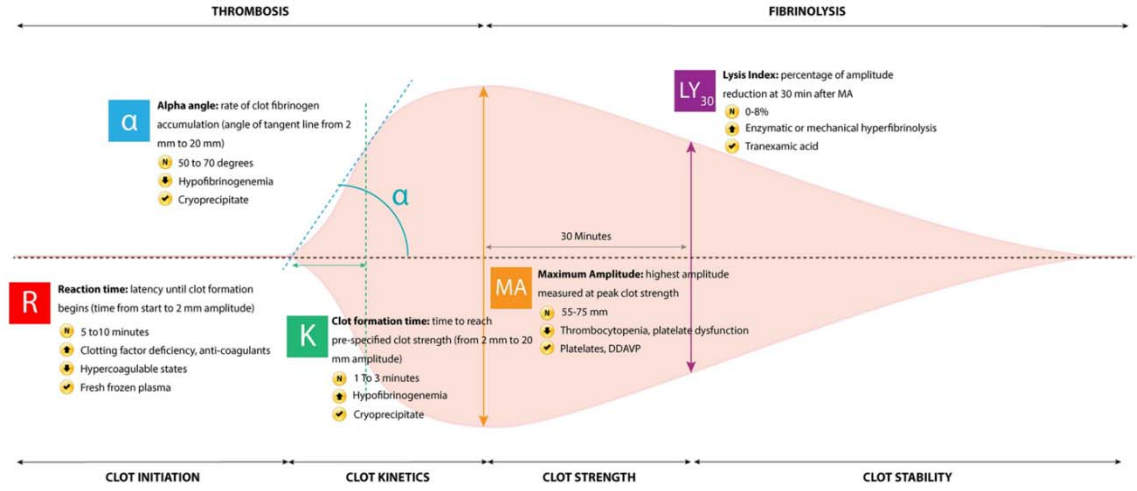 THROMBOSIS
FIBRINOLYSIS
α
Alpha angle: rate of clot fibrinogen
accumulation (angle of tangent line from 2
mm to 20 mm)
N 50 to 70 degrees
Hypofibrinogenemia
Cryoprecipitate
α
LY30
Lysis Index: percentage of amplitude
reduction at 30 min after MA
N 0-8%
Enzymatic or mechanical hyperfibrinolysis
Tranexamic acid
30 Minutes
R
Reaction time: latency until clot formation
begins (time from start to 2 mm amplitude)
N 5 to10 minutes
Clotting factor deficiency, anti-coagulants
Hypercoagulable states
Fresh frozen plasma
K
Clot formation time: time to reach
pre-specified clot strength (from 2 mm to 20
mm amplitude)
N 1 To 3 minutes
Hypofibrinogenemia
Cryoprecipitate
MA
Maximum Amplitude: highest amplitude
measured at peak clot strength
N 55-75 mm
Thrombocytopenia, platelate dysfunction
Platelets, DDAVP
CLOT INITIATION
CLOT KINETICS
CLOT STRENGTH
CLOT STABILITY